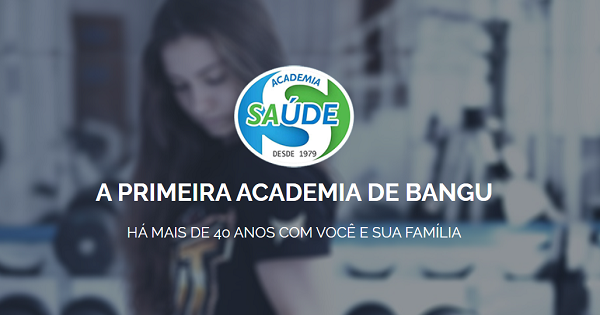 ACADEMIA
SAÚDE
DESDE 1979
A PRIMEIRA ACADEMIA DE BANGU
HÁ MAIS DE 40 ANOS COM VOCÊ E SUA FAMÍLIA